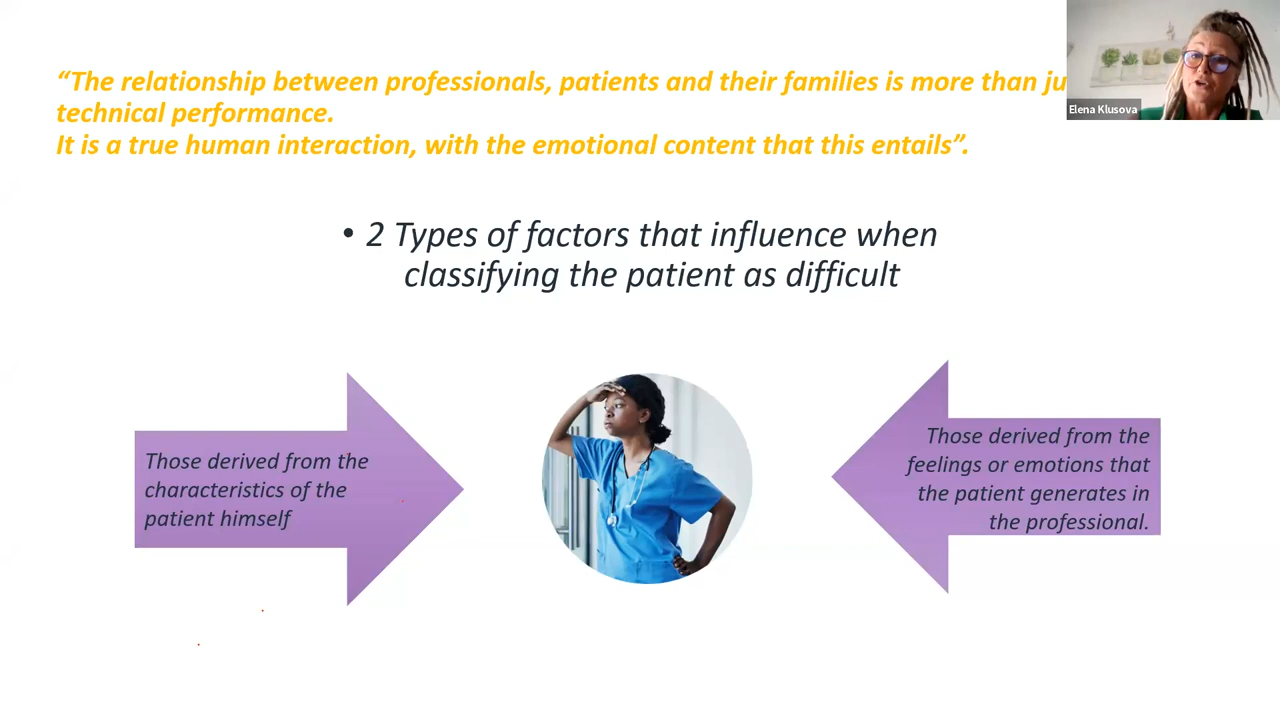 “The relationship between professionals, patients and their families is more than
technical performance.
It is a true human interaction, with the emotional content that this entails”.
Elena Klusova
• 2 Types of factors that influence when
classifying the patient as difficult
Those derived from the
characteristics of the
patient himself
Those derived from the
feelings or emotions that
the patient generates in
the professional.